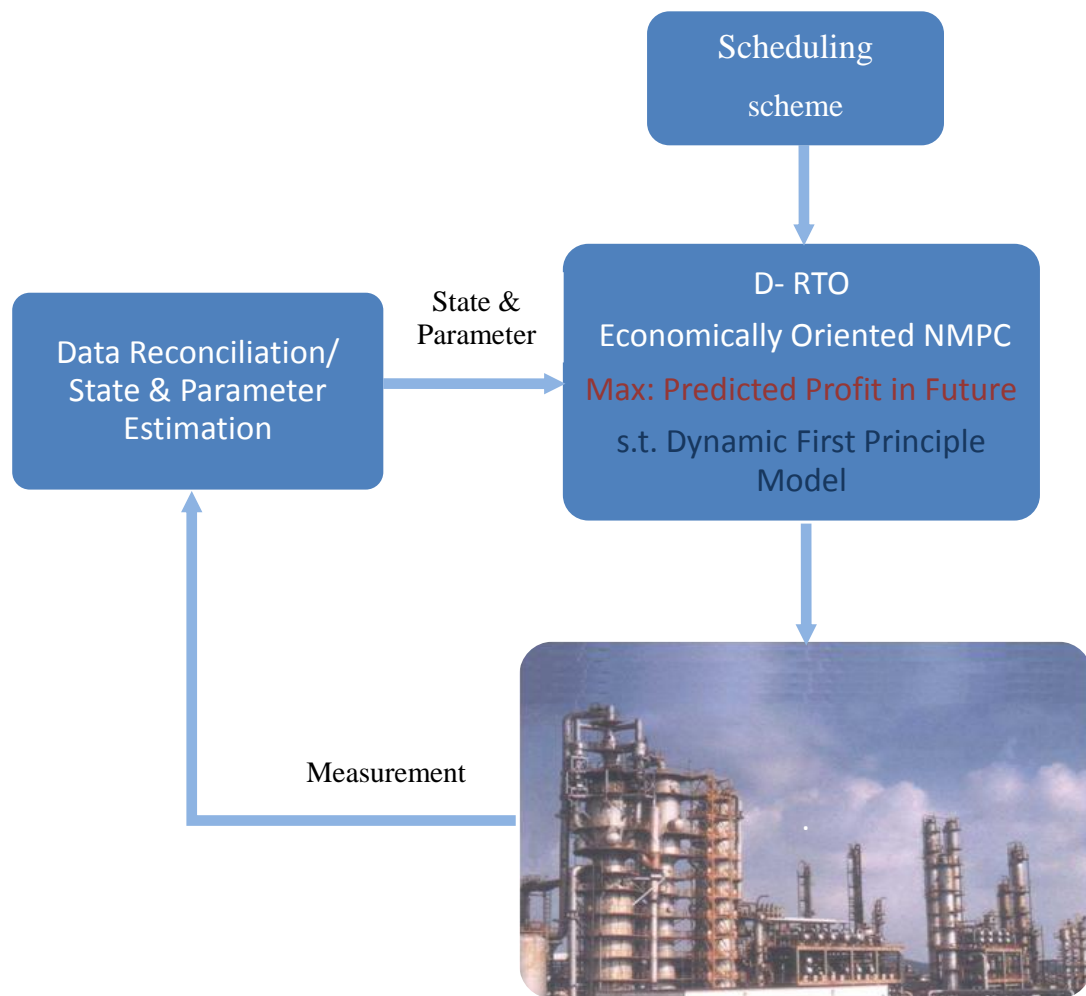 Scheduling
scheme
D- RTO
Economically Oriented NMPC
Max: Predicted Profit in Future
s.t. Dynamic First Principle
Model
State &
Parameter
Data Reconciliation/
State & Parameter
Estimation
Measurement